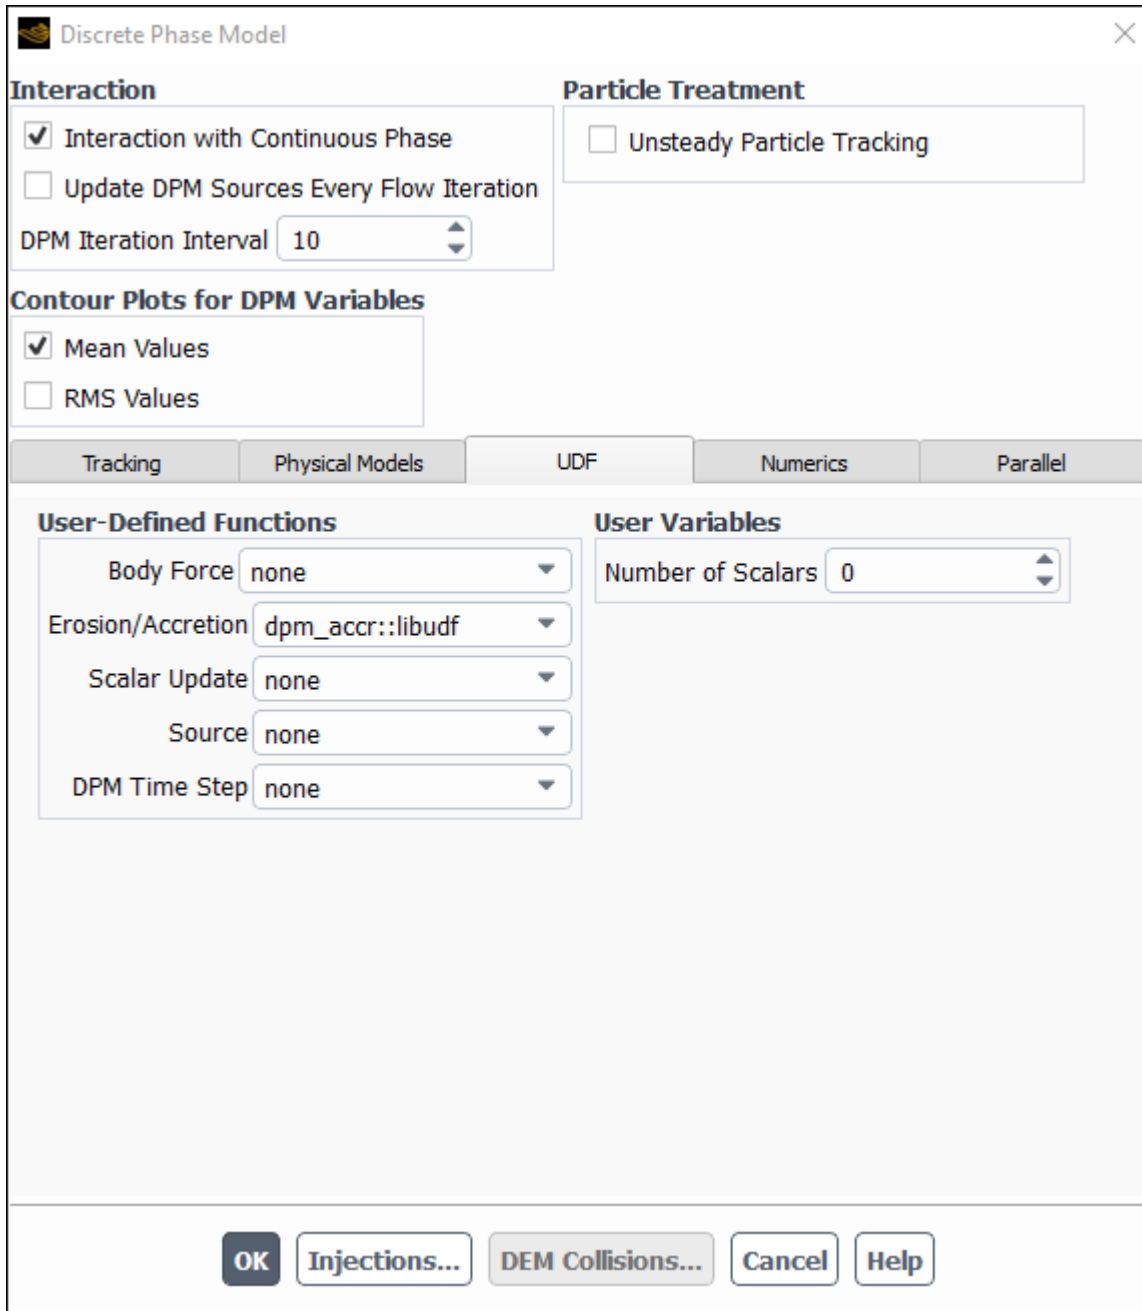 Discrete Phase Model
Interaction
Interaction with Continuous Phase
Update DPM Sources Every Flow Iteration
DPM Iteration Interval 10
Particle Treatment
Unsteady Particle Tracking
Contour Plots for DPM Variables
Mean Values
RMS Values
Tracking Physical Models UDF Numerics Parallel
User-Defined Functions
Body Force none
Erosion/Accretion dpm_accr::libudf
Scalar Update none
Source none
DPM Time Step none
User Variables
Number of Scalars 0
OK Injections... DEM Collisions... Cancel Help